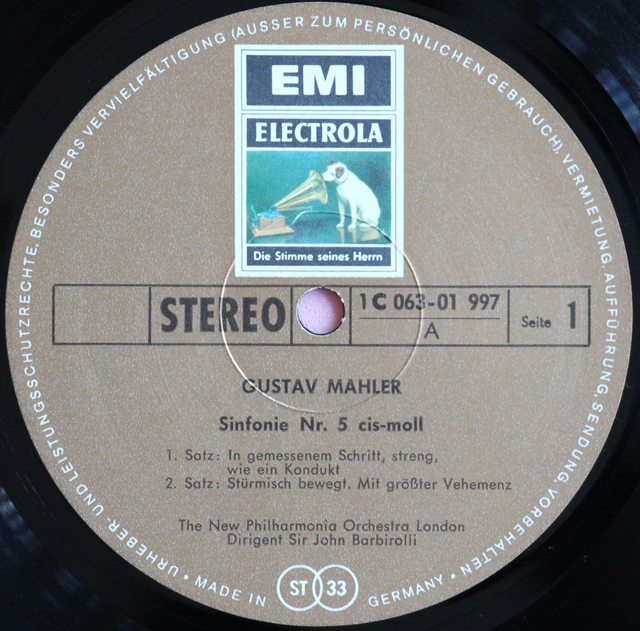 EMI
ELECTROLA
Die Stimme seines Herrn
STEREO
1 C 063-01 997
A
Seite 1
GUSTAV MAHLER
Sinfonie Nr. 5 cis-moll
1. Satz: In gemessenem Schritt, streng,
wie ein Kondukt
2. Satz: Stürmisch bewegt. Mit größter Vehemenz
The New Philharmonia Orchestra London
Dirigent Sir John Barbirolli
ST 33
URHEBER- UND LEISTUNGSSCHUTZRECHTE, BESONDERS VERVIELFÄLTIGUNG (AUSSER ZUM PERSÖNLICHEN GEBRAUCH), VERMIETUNG, AUFFÜHRUNG, SENDUNG, VORBEHALTEN • MADE IN GERMANY •